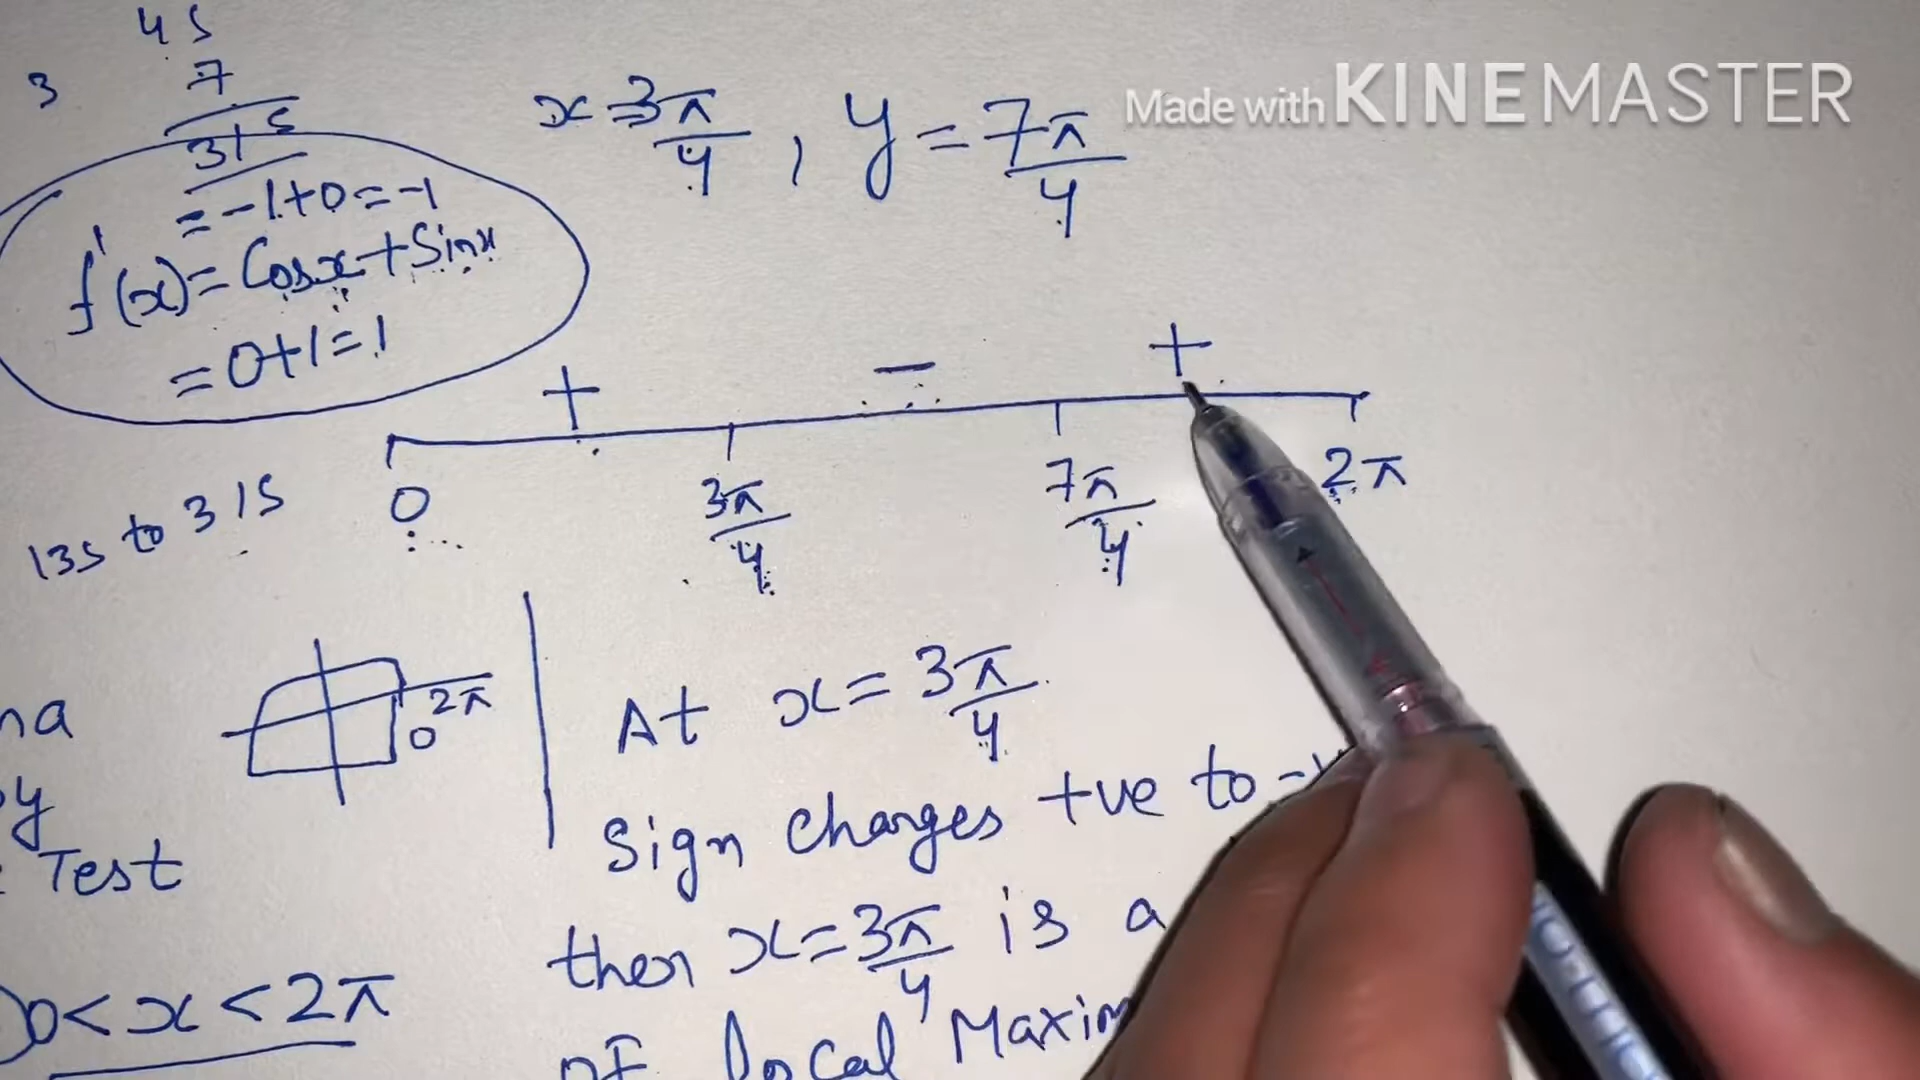 45
3
7
315
x=3π/4, y=7π/4
Made with KINEMASTER
=-1+0=-1
f'(x)=Cosx+Sinx
=0+1=1
+ - +
0 3π/4 7π/4 2π
135 to 315
2π
0
At x=3π/4
Sign changes +ve to -
Test
then x=3π/4 is a
0<x<2π
of local Maxim